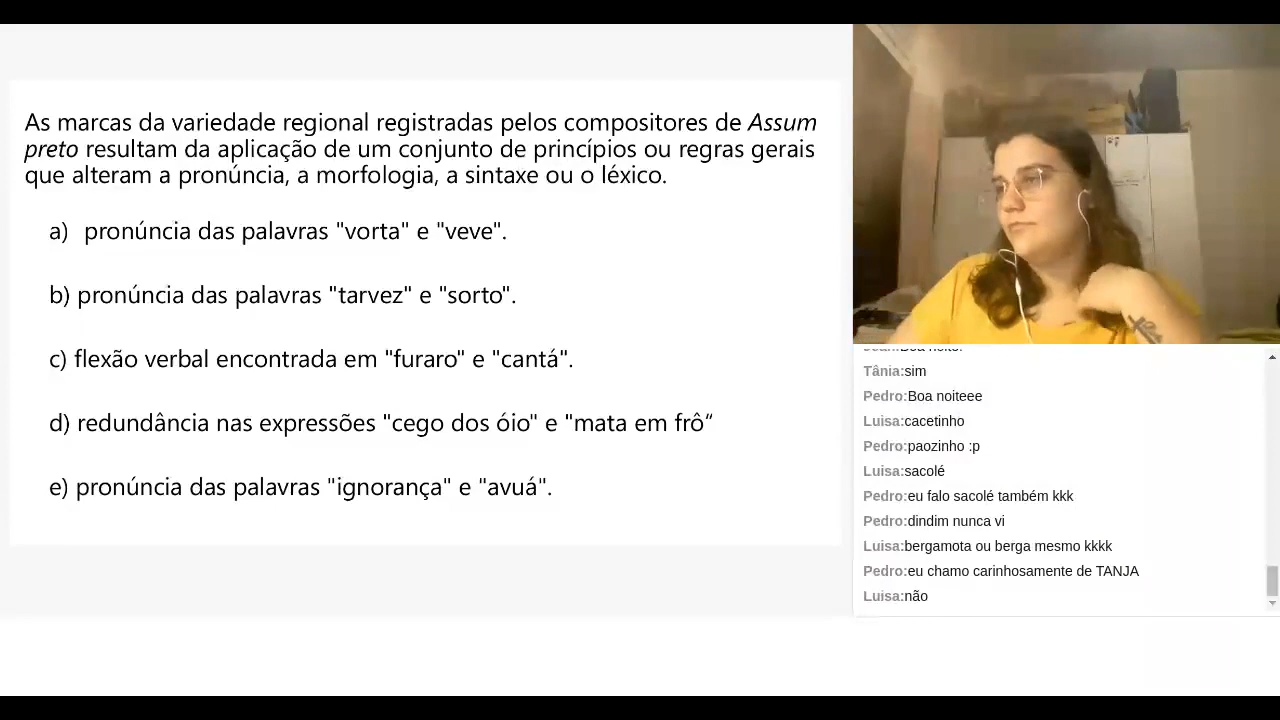 As marcas da variedade regional registradas pelos compositores de Assum
preto resultam da aplicação de um conjunto de princípios ou regras gerais
que alteram a pronúncia, a morfologia, a sintaxe ou o léxico.
a) pronúncia das palavras "vorta" e "veve".
b) pronúncia das palavras "tarvez" e "sorto".
c) flexão verbal encontrada em "furaro" e "cantá".
d) redundância nas expressões "cego dos óio" e "mata em frô“
e) pronúncia das palavras "ignorança" e "avuá".
Tânia:sim
Pedro:Boa noiteee
Luisa:cacetinho
Pedro:paozinho :p
Luisa:sacolé
Pedro:eu falo sacolé também kkk
Pedro:dindim nunca vi
Luisa:bergamota ou berga mesmo kkkk
Pedro:eu chamo carinhosamente de TANJA
Luisa:não